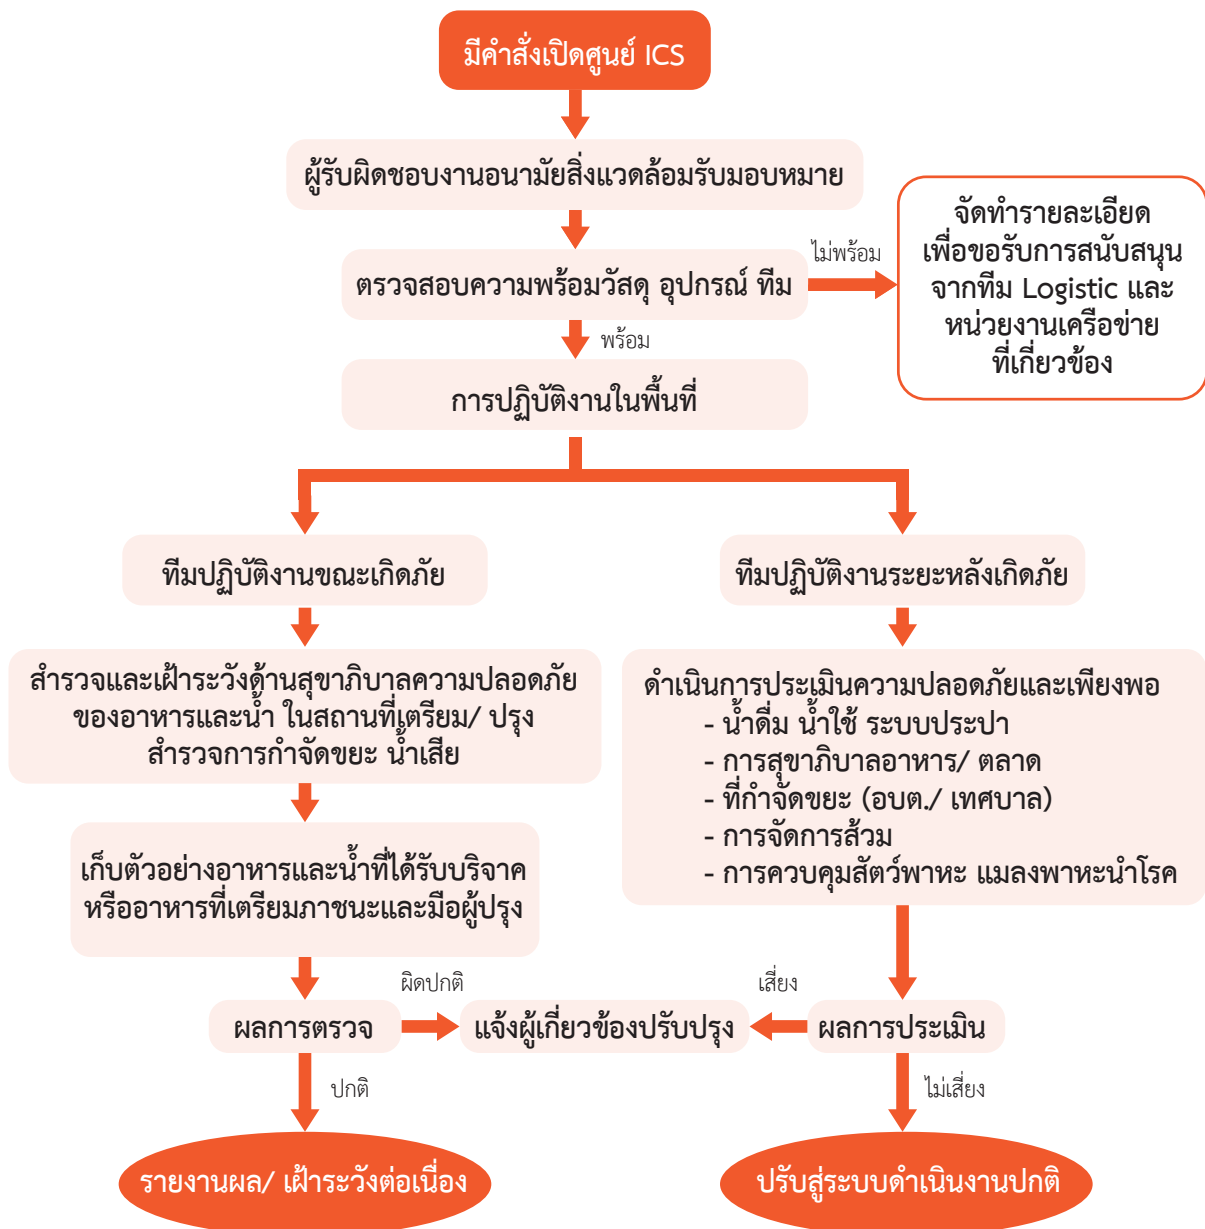 มีคำสั่งเปิดศูนย์ ICS
ผู้รับผิดชอบงานอนามัยสิ่งแวดล้อมรับมอบหมาย
ตรวจสอบความพร้อมวัสดุ อุปกรณ์ ทีม
ไม่พร้อม
จัดทำรายละเอียด
เพื่อขอรับการสนับสนุน
จากทีม Logistic และ
หน่วยงานเครือข่าย
ที่เกี่ยวข้อง
พร้อม
การปฏิบัติงานในพื้นที่
ทีมปฏิบัติงานขณะเกิดภัย
สำรวจและเฝ้าระวังด้านสุขาภิบาลความปลอดภัย
ของอาหารและน้ำ ในสถานที่เตรียม/ ปรุง
สำรวจการกำจัดขยะ น้ำเสีย
เก็บตัวอย่างอาหารและน้ำที่ได้รับบริจาค
หรืออาหารที่เตรียมภาชนะและมือผู้ปรุง
ผลการตรวจ
ผิดปกติ
แจ้งผู้เกี่ยวข้องปรับปรุง
ปกติ
รายงานผล/ เฝ้าระวังต่อเนื่อง
ทีมปฏิบัติงานระยะหลังเกิดภัย
ดำเนินการประเมินความปลอดภัยและเพียงพอ
- น้ำดื่ม น้ำใช้ ระบบประปา
- การสุขาภิบาลอาหาร/ ตลาด
- ที่กำจัดขยะ (อบต./ เทศบาล)
- การจัดการส้วม
- การควบคุมสัตว์พาหะ แมลงพาหะนำโรค
เสี่ยง
ผลการประเมิน
ไม่เสี่ยง
ปรับสู่ระบบดำเนินงานปกติ